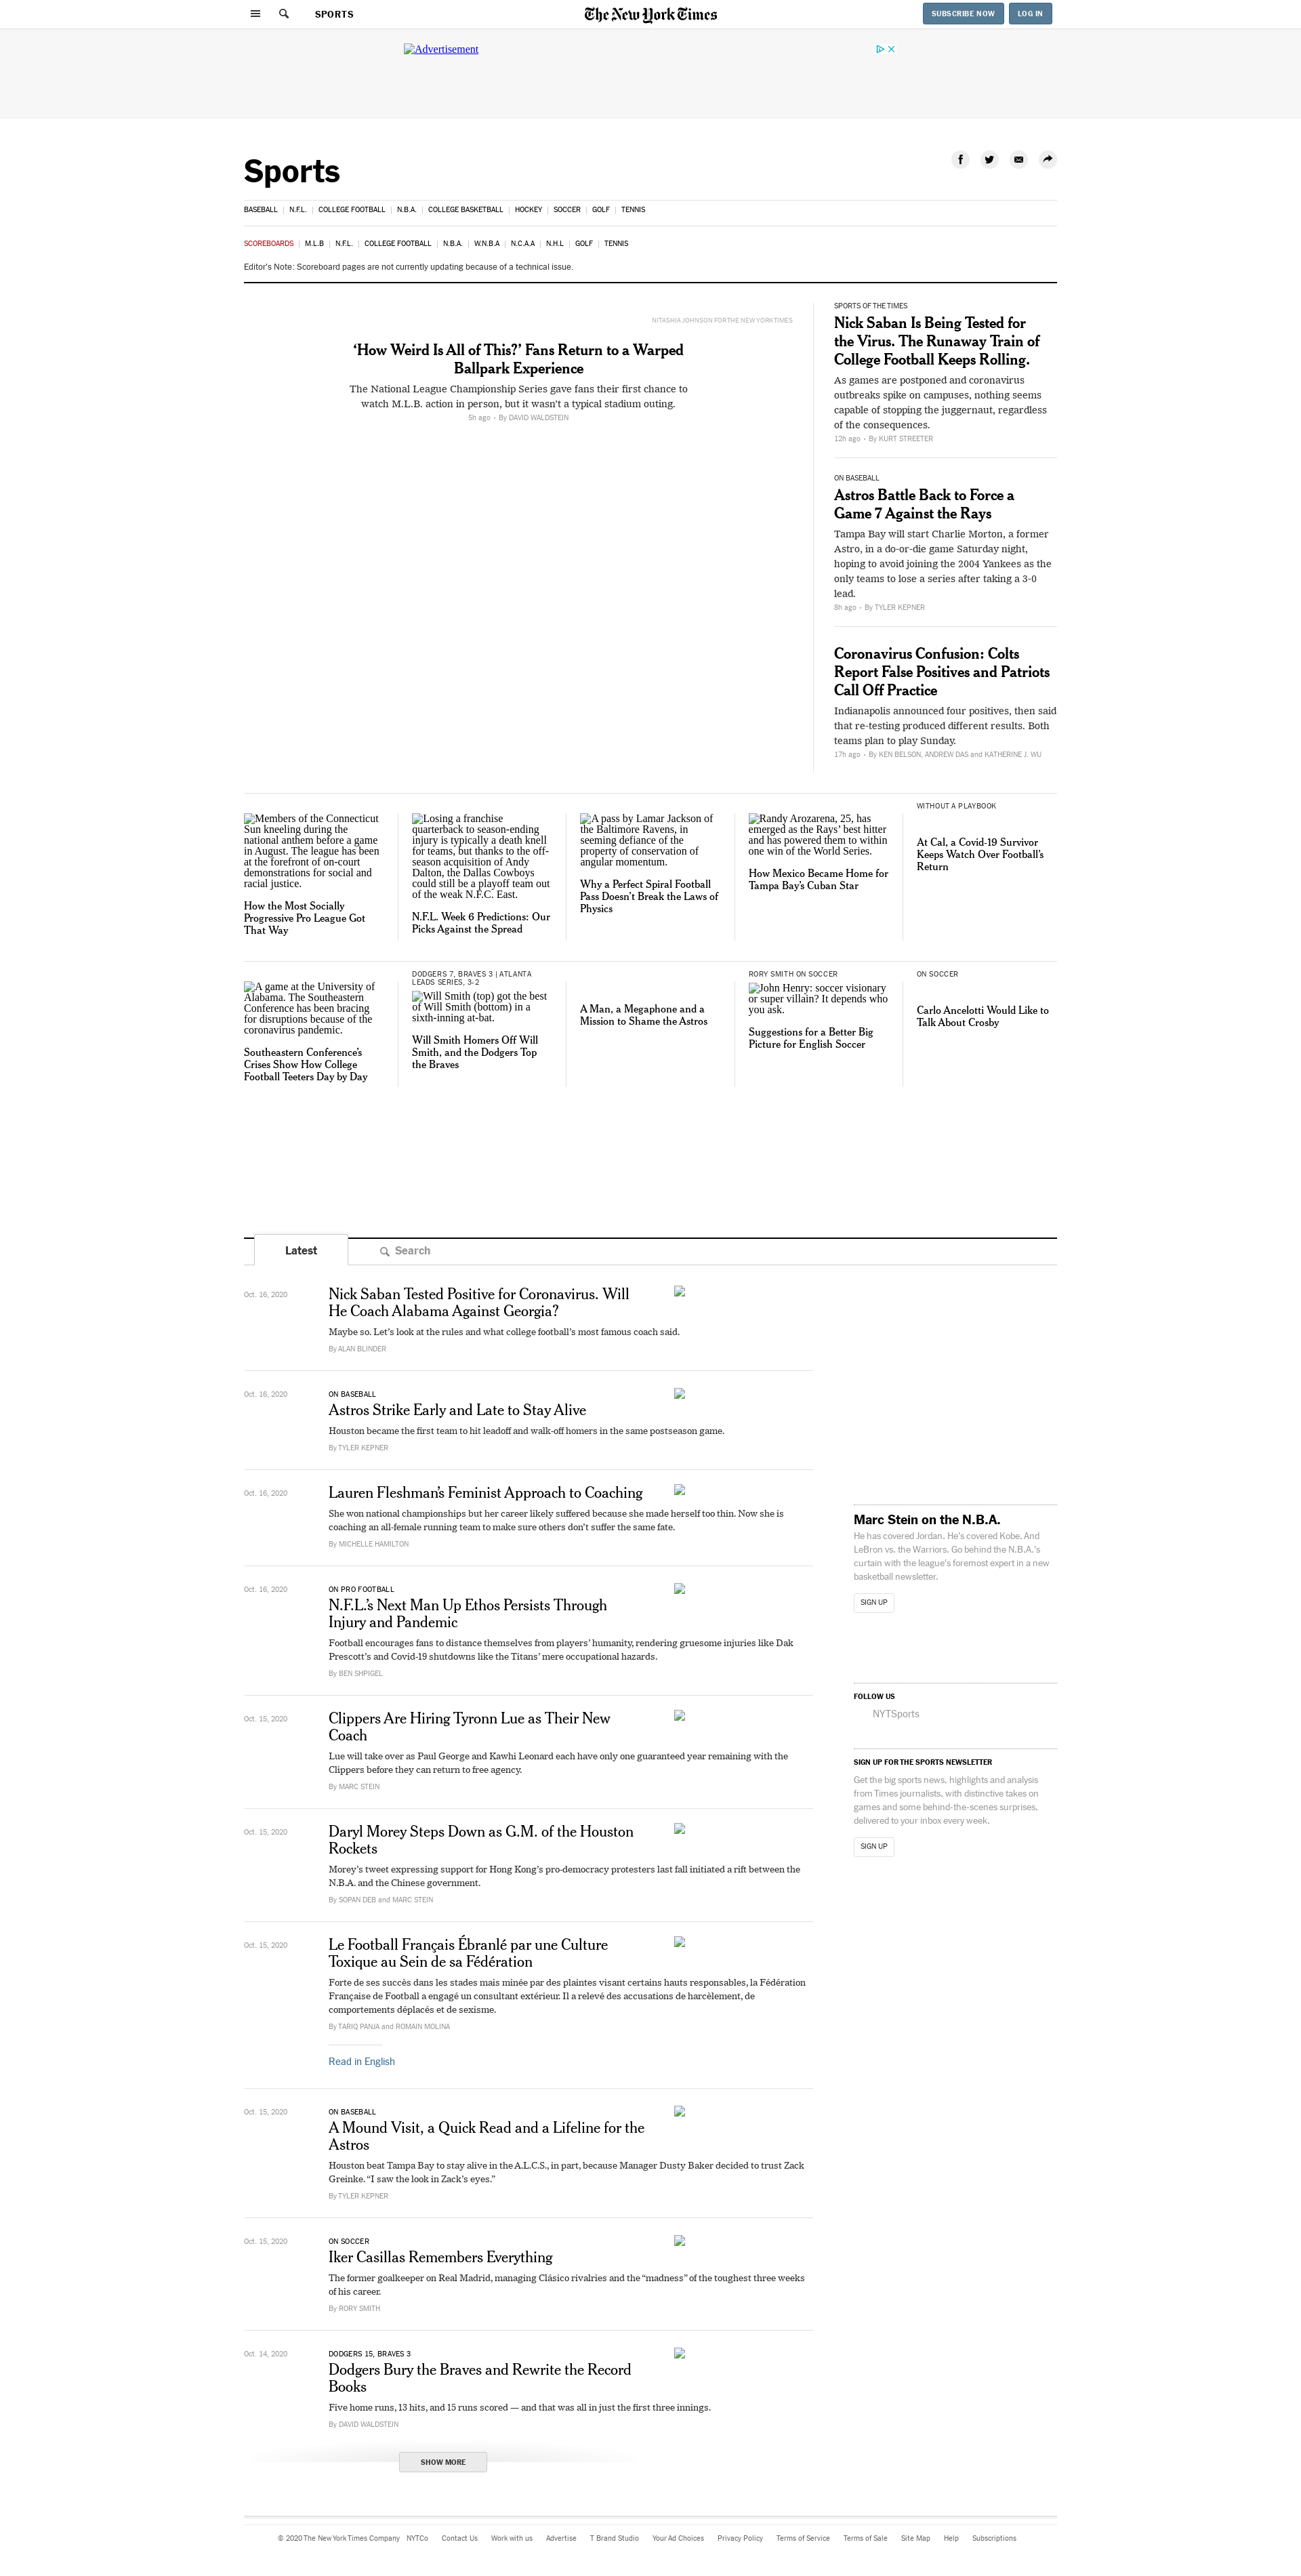 SPORTS
The New York Times
SUBSCRIBE NOW
LOG IN
Advertisement
Sports
BASEBALL | N.F.L. | COLLEGE FOOTBALL | N.B.A. | COLLEGE BASKETBALL | HOCKEY | SOCCER | GOLF | TENNIS
SCOREBOARDS | M.L.B | N.F.L. | COLLEGE FOOTBALL | N.B.A. | W.N.B.A | N.C.A.A | N.H.L | GOLF | TENNIS
Editor's Note: Scoreboard pages are not currently updating because of a technical issue.
NITASHIA JOHNSON FOR THE NEW YORK TIMES
‘How Weird Is All of This?’ Fans Return to a Warped
Ballpark Experience
The National League Championship Series gave fans their first chance to
watch M.L.B. action in person, but it wasn’t a typical stadium outing.
5h ago • By DAVID WALDSTEIN
SPORTS OF THE TIMES
Nick Saban Is Being Tested for
the Virus. The Runaway Train of
College Football Keeps Rolling.
As games are postponed and coronavirus
outbreaks spike on campuses, nothing seems
capable of stopping the juggernaut, regardless
of the consequences.
12h ago • By KURT STREETER
ON BASEBALL
Astros Battle Back to Force a
Game 7 Against the Rays
Tampa Bay will start Charlie Morton, a former
Astro, in a do-or-die game Saturday night,
hoping to avoid joining the 2004 Yankees as the
only teams to lose a series after taking a 3-0
lead.
8h ago • By TYLER KEPNER
Coronavirus Confusion: Colts
Report False Positives and Patriots
Call Off Practice
Indianapolis announced four positives, then said
that re-testing produced different results. Both
teams plan to play Sunday.
17h ago • By KEN BELSON, ANDREW DAS and KATHERINE J. WU
Members of the Connecticut
Sun kneeling during the
national anthem before a game
in August. The league has been
at the forefront of on-court
demonstrations for social and
racial justice.
How the Most Socially
Progressive Pro League Got
That Way
Losing a franchise
quarterback to season-ending
injury is typically a death knell
for teams, but thanks to the off-
season acquisition of Andy
Dalton, the Dallas Cowboys
could still be a playoff team out
of the weak N.F.C. East.
N.F.L. Week 6 Predictions: Our
Picks Against the Spread
A pass by Lamar Jackson of
the Baltimore Ravens, in
seeming defiance of the
property of conservation of
angular momentum.
Why a Perfect Spiral Football
Pass Doesn’t Break the Laws of
Physics
Randy Arozarena, 25, has
emerged as the Rays’ best hitter
and has powered them to within
one win of the World Series.
How Mexico Became Home for
Tampa Bay’s Cuban Star
WITHOUT A PLAYBOOK
At Cal, a Covid-19 Survivor
Keeps Watch Over Football’s
Return
A game at the University of
Alabama. The Southeastern
Conference has been bracing
for disruptions because of the
coronavirus pandemic.
Southeastern Conference’s
Crises Show How College
Football Teeters Day by Day
DODGERS 7, BRAVES 3 | ATLANTA
LEADS SERIES, 3-2
Will Smith (top) got the best
of Will Smith (bottom) in a
sixth-inning at-bat.
Will Smith Homers Off Will
Smith, and the Dodgers Top
the Braves
A Man, a Megaphone and a
Mission to Shame the Astros
RORY SMITH ON SOCCER
John Henry: soccer visionary
or super villain? It depends who
you ask.
Suggestions for a Better Big
Picture for English Soccer
ON SOCCER
Carlo Ancelotti Would Like to
Talk About Crosby
Latest
Search
Oct. 16, 2020
Nick Saban Tested Positive for Coronavirus. Will
He Coach Alabama Against Georgia?
Maybe so. Let’s look at the rules and what college football’s most famous coach said.
By ALAN BLINDER
Oct. 16, 2020
ON BASEBALL
Astros Strike Early and Late to Stay Alive
Houston became the first team to hit leadoff and walk-off homers in the same postseason game.
By TYLER KEPNER
Oct. 16, 2020
Lauren Fleshman’s Feminist Approach to Coaching
She won national championships but her career likely suffered because she made herself too thin. Now she is
coaching an all-female running team to make sure others don’t suffer the same fate.
By MICHELLE HAMILTON
Oct. 16, 2020
ON PRO FOOTBALL
N.F.L.’s Next Man Up Ethos Persists Through
Injury and Pandemic
Football encourages fans to distance themselves from players’ humanity, rendering gruesome injuries like Dak
Prescott’s and Covid-19 shutdowns like the Titans’ mere occupational hazards.
By BEN SHPIGEL
Oct. 15, 2020
Clippers Are Hiring Tyronn Lue as Their New
Coach
Lue will take over as Paul George and Kawhi Leonard each have only one guaranteed year remaining with the
Clippers before they can return to free agency.
By MARC STEIN
Oct. 15, 2020
Daryl Morey Steps Down as G.M. of the Houston
Rockets
Morey’s tweet expressing support for Hong Kong’s pro-democracy protesters last fall initiated a rift between the
N.B.A. and the Chinese government.
By SOPAN DEB and MARC STEIN
Oct. 15, 2020
Le Football Français Ébranlé par une Culture
Toxique au Sein de sa Fédération
Forte de ses succès dans les stades mais minée par des plaintes visant certains hauts responsables, la Fédération
Française de Football a engagé un consultant extérieur. Il a relevé des accusations de harcèlement, de
comportements déplacés et de sexisme.
By TARIQ PANJA and ROMAIN MOLINA
Read in English
Oct. 15, 2020
ON BASEBALL
A Mound Visit, a Quick Read and a Lifeline for the
Astros
Houston beat Tampa Bay to stay alive in the A.L.C.S., in part, because Manager Dusty Baker decided to trust Zack
Greinke. “I saw the look in Zack’s eyes.”
By TYLER KEPNER
Oct. 15, 2020
ON SOCCER
Iker Casillas Remembers Everything
The former goalkeeper on Real Madrid, managing Clásico rivalries and the “madness” of the toughest three weeks
of his career.
By RORY SMITH
Oct. 14, 2020
DODGERS 15, BRAVES 3
Dodgers Bury the Braves and Rewrite the Record
Books
Five home runs, 13 hits, and 15 runs scored — and that was all in just the first three innings.
By DAVID WALDSTEIN
SHOW MORE
Marc Stein on the N.B.A.
He has covered Jordan. He's covered Kobe. And
LeBron vs. the Warriors. Go behind the N.B.A.'s
curtain with the league's foremost expert in a new
basketball newsletter.
SIGN UP
FOLLOW US
NYTSports
SIGN UP FOR THE SPORTS NEWSLETTER
Get the big sports news, highlights and analysis
from Times journalists, with distinctive takes on
games and some behind-the-scenes surprises,
delivered to your inbox every week.
SIGN UP
© 2020 The New York Times Company NYTCo Contact Us Work with us Advertise T Brand Studio Your Ad Choices Privacy Policy Terms of Service Terms of Sale Site Map Help Subscriptions